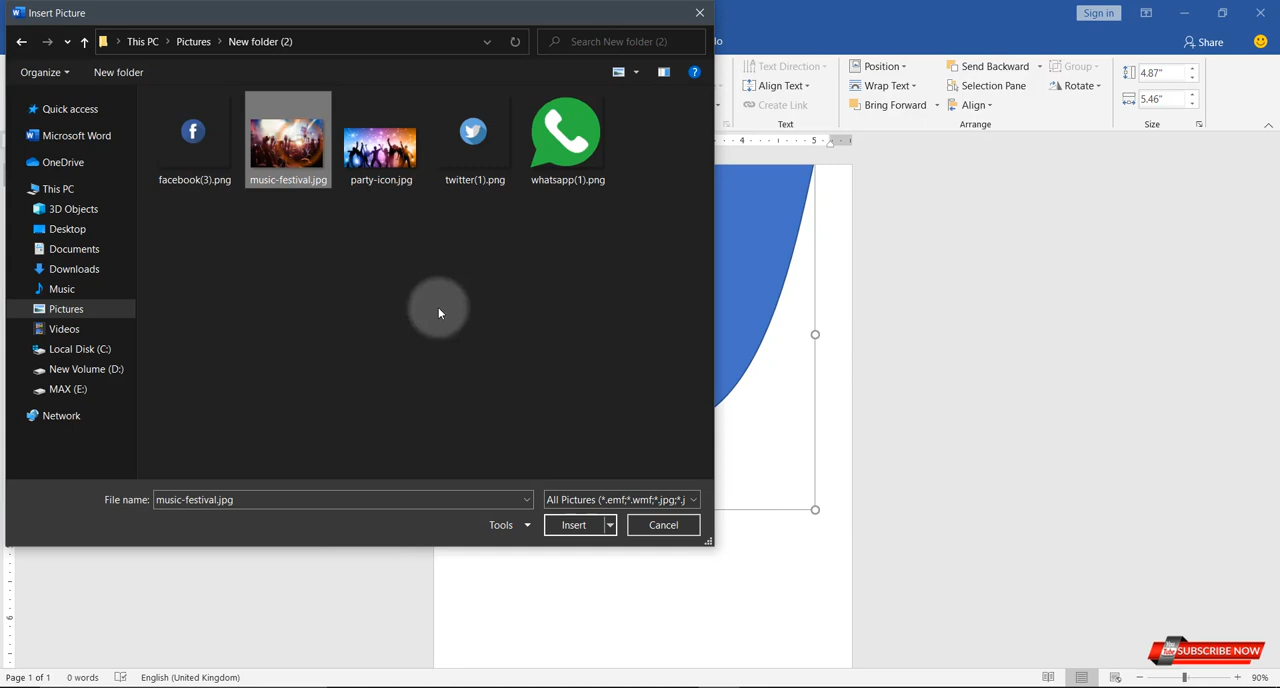 Insert Picture
Sign in
This PC
Pictures
New folder (2)
Search New folder (2)
lo
Share
Organize
New folder
Text Direction
Position
Send Backward
Group
4.87"
Align Text
Wrap Text
Selection Pane
Rotate
Create Link
Bring Forward
Align
5.46"
Text
Arrange
Size
Quick access
Microsoft Word
OneDrive
This PC
3D Objects
Desktop
Documents
Downloads
Music
Pictures
Videos
Local Disk (C:)
New Volume (D:)
MAX (E:)
Network
facebook(3).png
music-festival.jpg
party-icon.jpg
twitter(1).png
whatsapp(1).png
4
5
File name:
music-festival.jpg
All Pictures (*.emf;*.wmf;*.jpg;*.j
Tools
Insert
Cancel
You
Tube
SUBSCRIBE NOW
Page 1 of 1
0 words
English (United Kingdom)
90%